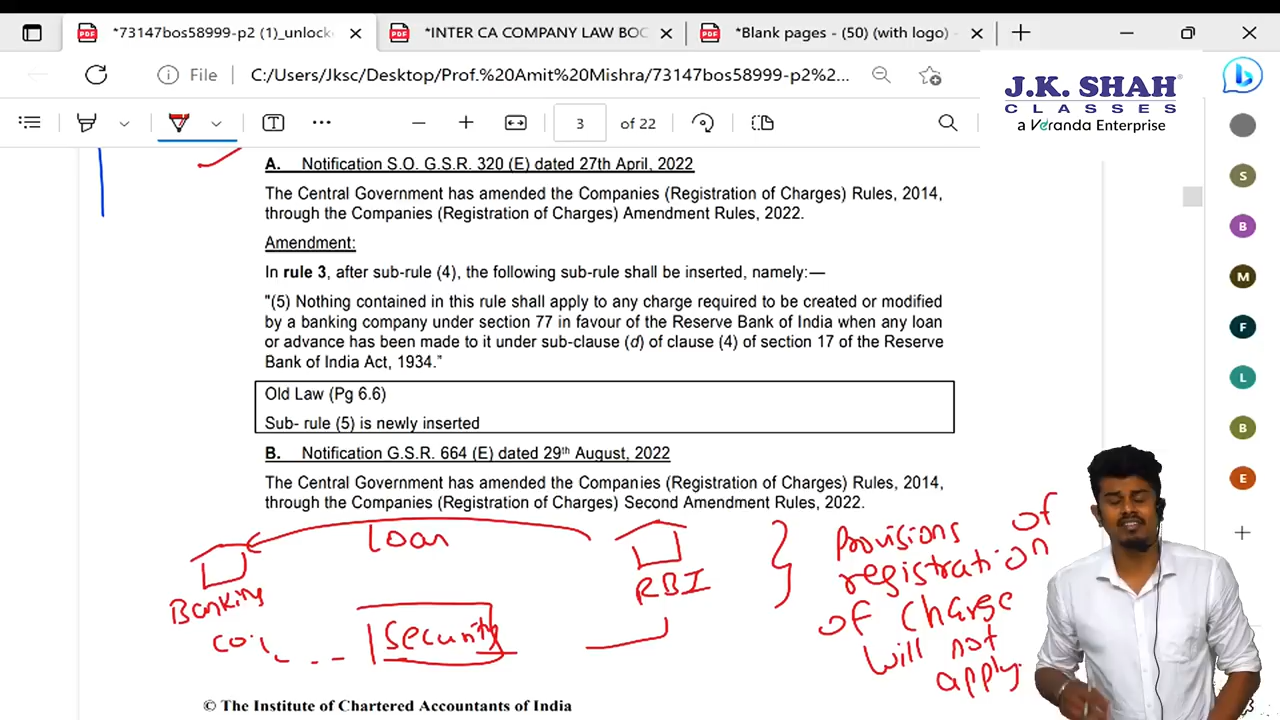 *73147bos58999-p2 (1)_unlock
*INTER CA COMPANY LAW BOC
*Blank pages - (50) (with logo) -
File
C:/Users/Jksc/Desktop/Prof.%20Amit%20Mishra/73147bos58999-p2%2...
J.K. SHAH
CLASSES
a Veranda Enterprise
3 of 22
A. Notification S.O. G.S.R. 320 (E) dated 27th April, 2022
The Central Government has amended the Companies (Registration of Charges) Rules, 2014,
through the Companies (Registration of Charges) Amendment Rules, 2022.
Amendment:
In rule 3, after sub-rule (4), the following sub-rule shall be inserted, namely:—
"(5) Nothing contained in this rule shall apply to any charge required to be created or modified
by a banking company under section 77 in favour of the Reserve Bank of India when any loan
or advance has been made to it under sub-clause (d) of clause (4) of section 17 of the Reserve
Bank of India Act, 1934."
Old Law (Pg 6.6)
Sub- rule (5) is newly inserted
B. Notification G.S.R. 664 (E) dated 29th August, 2022
The Central Government has amended the Companies (Registration of Charges) Rules, 2014,
through the Companies (Registration of Charges) Second Amendment Rules, 2022.
loan
Banking
co.
RBI
Security
Provisions of
registration
of charge
will not
apply.
© The Institute of Chartered Accountants of India
S
B
M
F
L
B
E